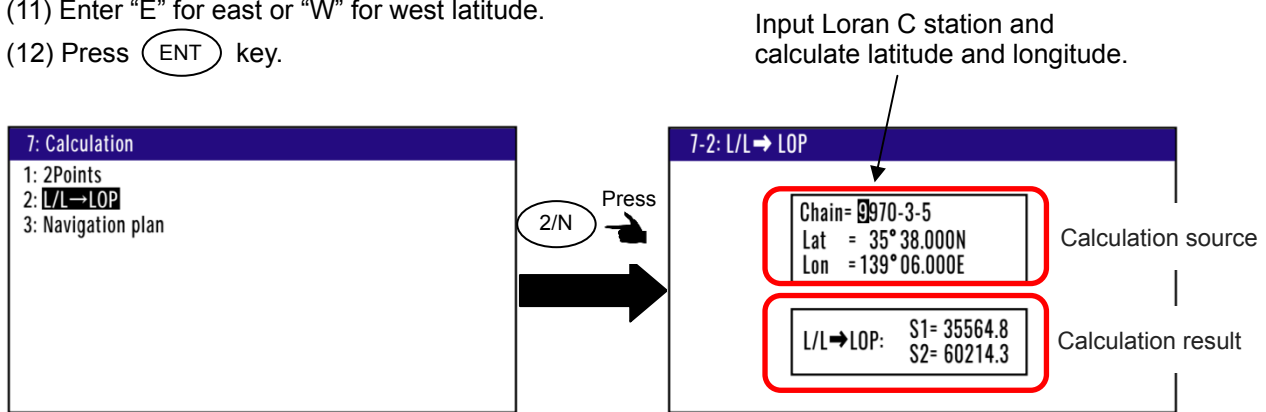 (11) Enter “E” for east or “W” for west latitude.
(12) Press ENT key.
Input Loran C station and
calculate latitude and longitude.
7: Calculation
1: 2Points
2: L/L→LOP
3: Navigation plan
2/N
Press
7-2: L/L➞ LOP
Chain= 9970-3-5
Lat = 35° 38.000N
Lon =139° 06.000E
Calculation source
L/L➞LOP: S1= 35564.8
S2= 60214.3
Calculation result